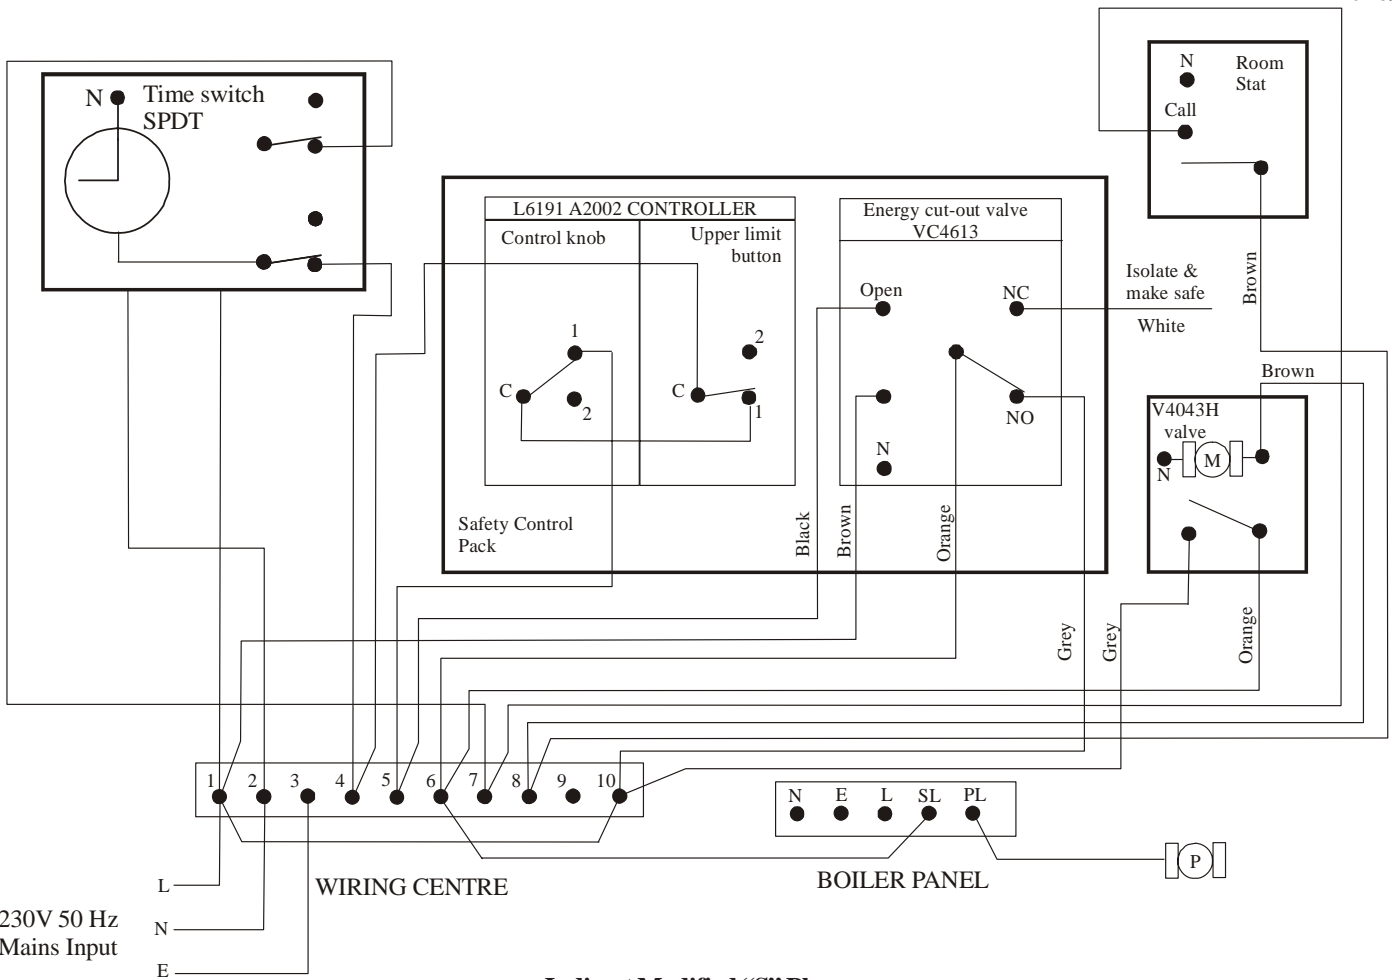 N
Time switch
SPDT
N
Room
Stat
Call
L6191 A2002 CONTROLLER
Control knob
Upper limit
button
Energy cut-out valve
VC4613
Open
NC
Isolate &
make safe
White
Brown
1
2
C
2
C
1
NO
N
Brown
V4043H
valve
M
N
Safety Control
Pack
Black
Brown
Orange
Grey
Grey
Orange
1 2 3 4 5 6 7 8 9 10
N E L SL PL
P
WIRING CENTRE
BOILER PANEL
L
230V 50 Hz
Mains Input
N
E